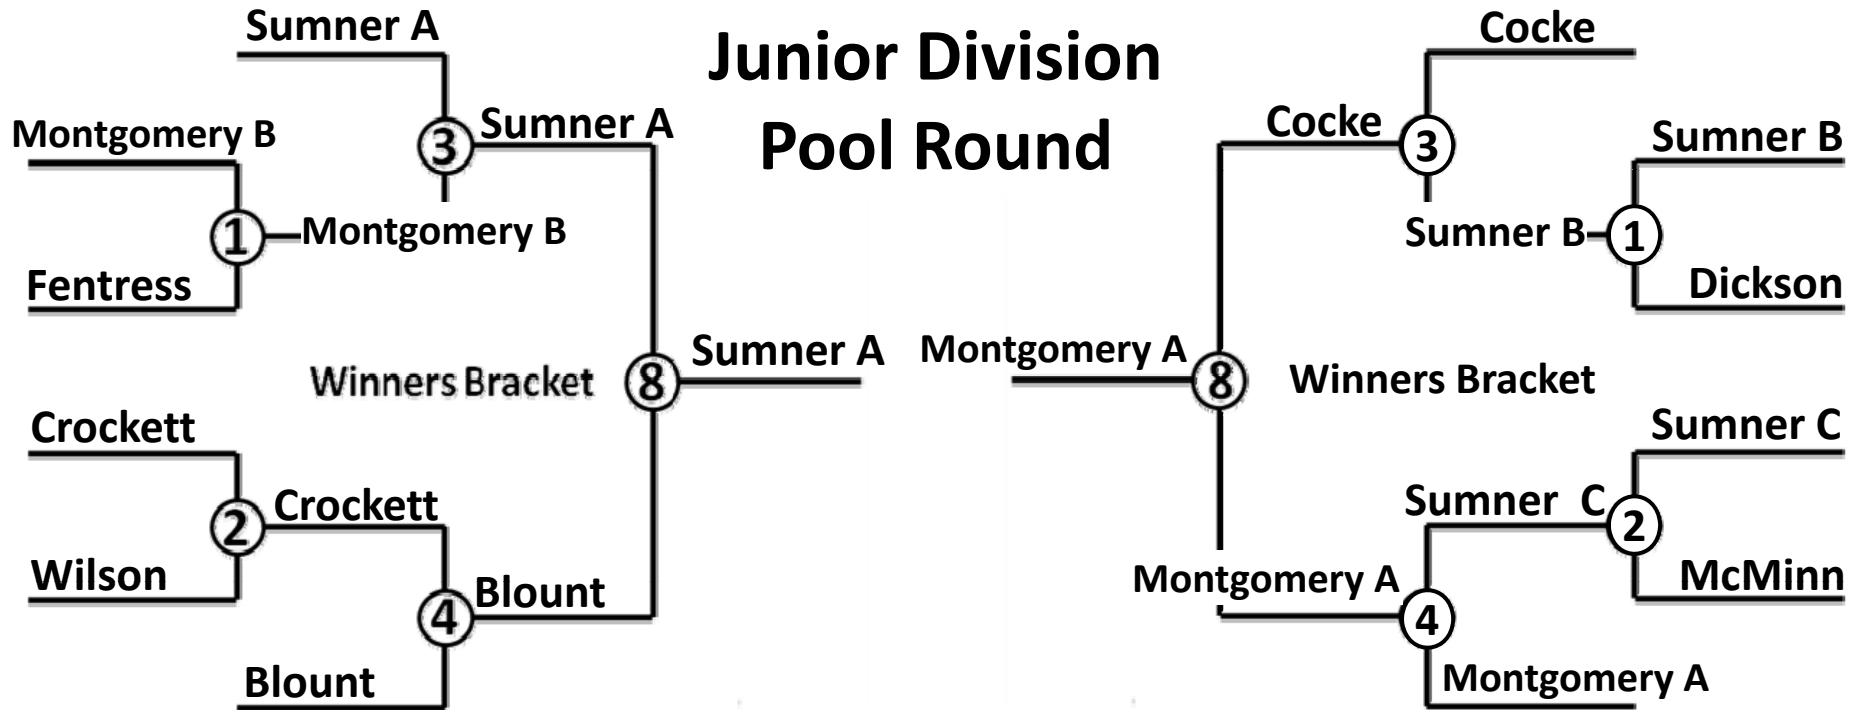 Junior Division
Pool Round
Sumner A
Montgomery B
3
Sumner A
1
Montgomery B
Fentress
Winners Bracket
8
Sumner A
Crockett
2
Crockett
Wilson
4
Blount
Blount
Cocke
Cocke
3
Sumner B
Sumner B
1
Dickson
Montgomery A
8
Winners Bracket
Sumner C
Sumner C
2
Montgomery A
McMinn
4
Montgomery A